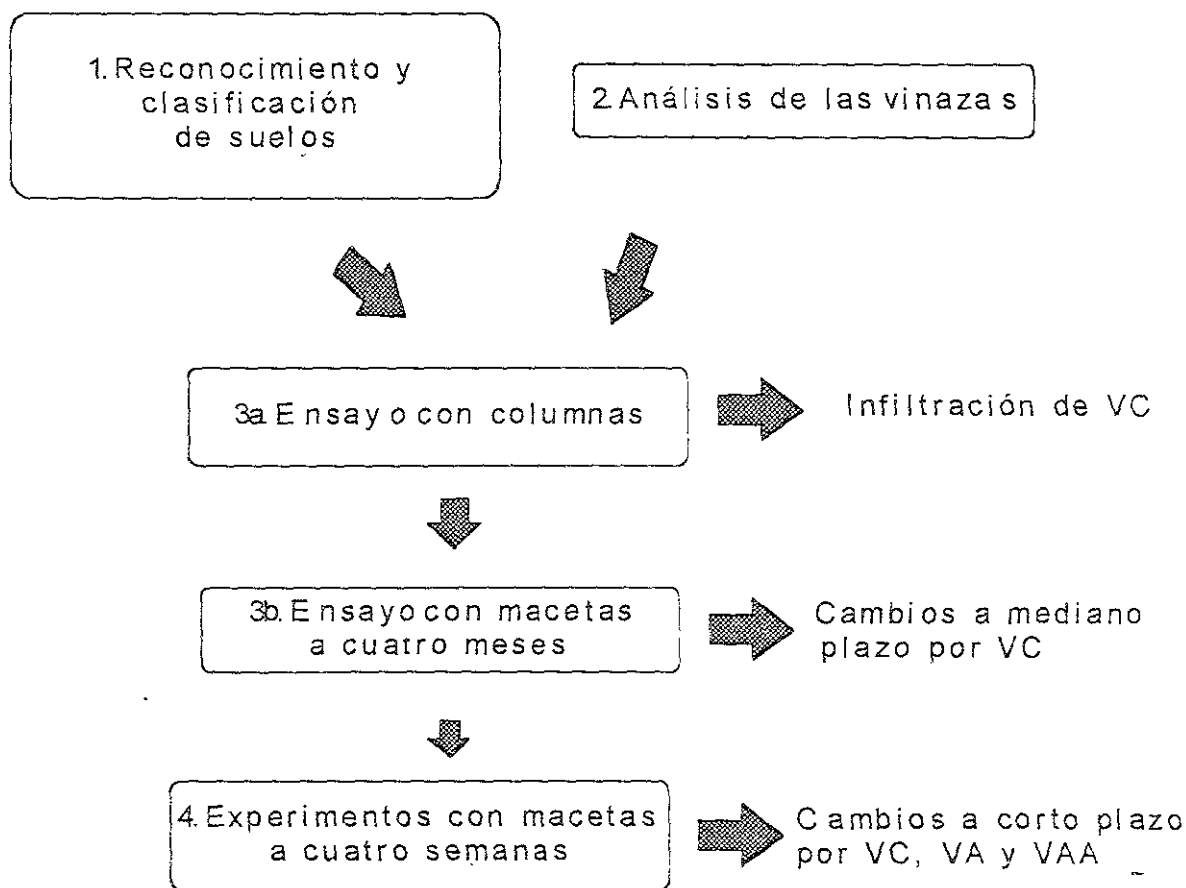 1. Reconocimiento y
clasificación
de suelos
2. Análisis de las vinazas
3a Ensayo con columnas
Infiltración de VC
3b. Ensayo con macetas
a cuatro meses
Cambios a mediano
plazo por VC
4. Experimentos con macetas
a cuatro semanas
Cambios a corto plazo
por VC, VA y VAA